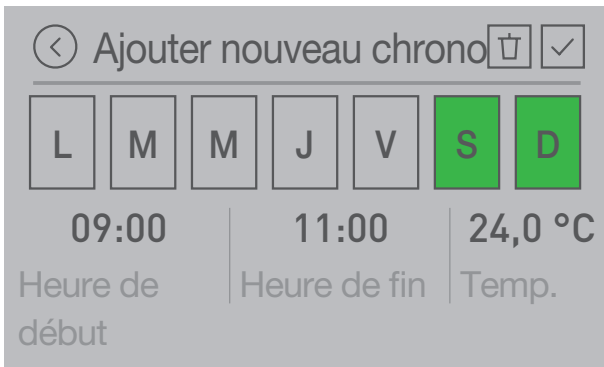 Ajouter nouveau chrono
L M M J V S D
09:00 11:00 24,0 °C
Heure de début Heure de fin Temp.